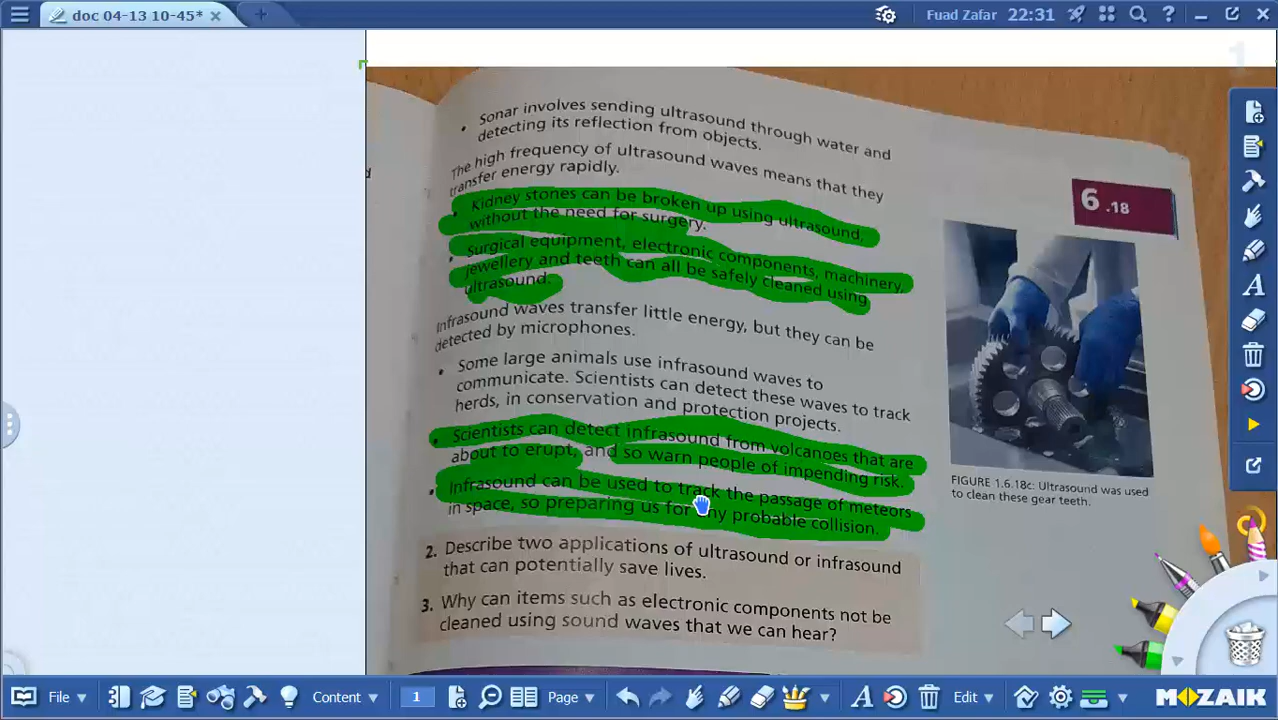 doc 04-13 10-45*
Fuad Zafar 22:31
1
• Sonar involves sending ultrasound through water and
detecting its reflection from objects.
The high frequency of ultrasound waves means that they
transfer energy rapidly.
• Kidney stones can be broken up using ultrasound,
without the need for surgery.
• Surgical equipment, electronic components, machinery,
jewellery and teeth can all be safely cleaned using
ultrasound.
Infrasound waves transfer little energy, but they can be
detected by microphones.
• Some large animals use infrasound waves to
communicate. Scientists can detect these waves to track
herds, in conservation and protection projects.
• Scientists can detect infrasound from volcanoes that are
about to erupt, and so warn people of impending risk.
• Infrasound can be used to track the passage of meteors
in space, so preparing us for any probable collision.
2. Describe two applications of ultrasound or infrasound
that can potentially save lives.
3. Why can items such as electronic components not be
cleaned using sound waves that we can hear?
6.18
FIGURE 1.6.18c: Ultrasound was used
to clean these gear teeth.
File Content 1 Page Edit MOZAIK